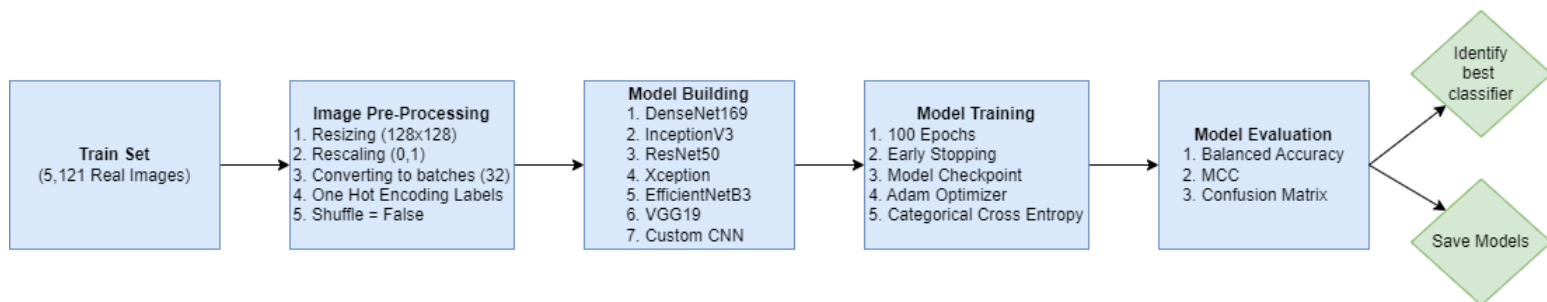 Train Set
(5,121 Real Images)
Image Pre-Processing
1. Resizing (128x128)
2. Rescaling (0,1)
3. Converting to batches (32)
4. One Hot Encoding Labels
5. Shuffle = False
Model Building
1. DenseNet169
2. InceptionV3
3. ResNet50
4. Xception
5. EfficientNetB3
6. VGG19
7. Custom CNN
Model Training
1. 100 Epochs
2. Early Stopping
3. Model Checkpoint
4. Adam Optimizer
5. Categorical Cross Entropy
Model Evaluation
1. Balanced Accuracy
2. MCC
3. Confusion Matrix
Identify
best
classifier
Save Models